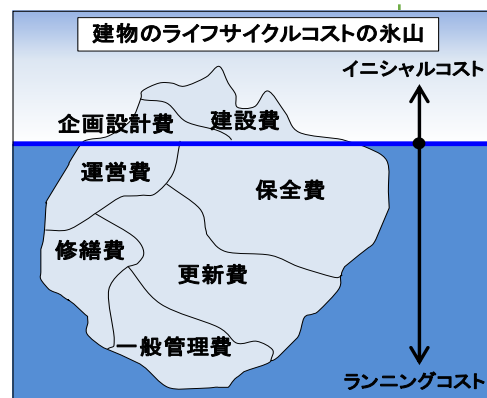 建物のライフサイクルコストの氷山
イニシャルコスト
企画設計費
建設費
運営費
保全費
修繕費
更新費
一般管理費
ランニングコスト